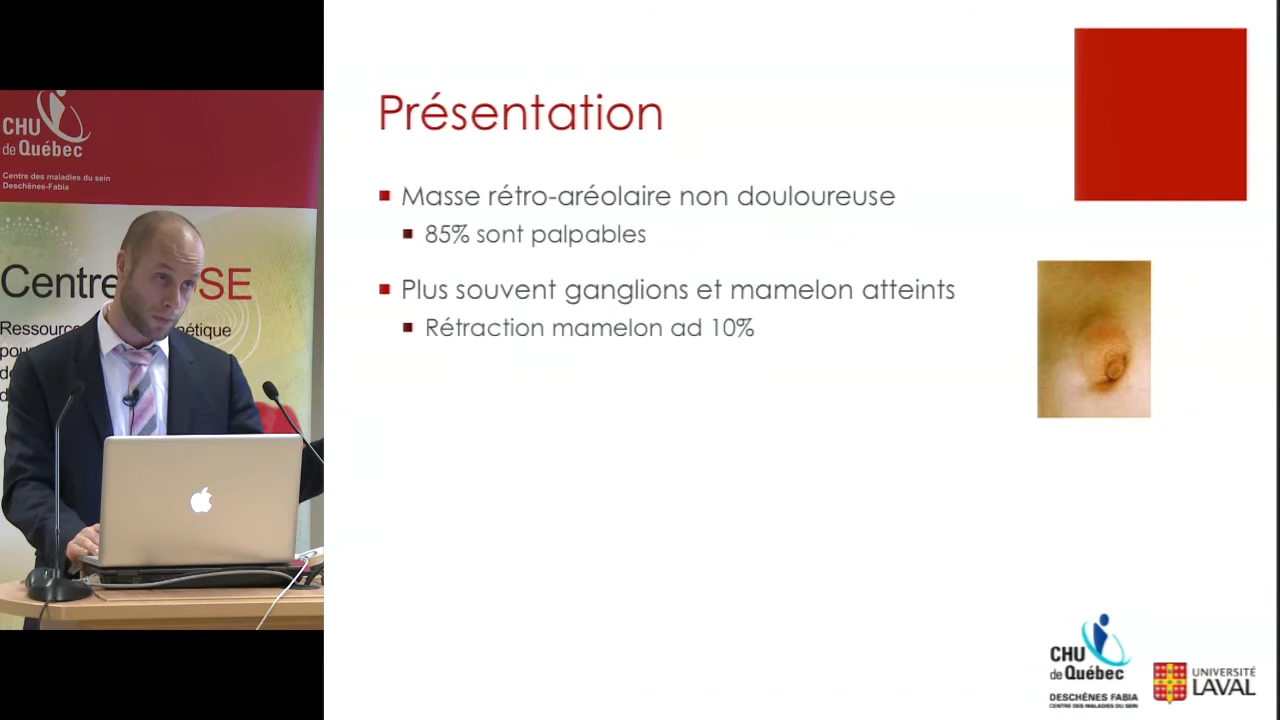 CHU
de Québec
Centre des maladies du sein
Deschênes-Fabia
Centre
SE
nétique
pou
Présentation
Masse rétro-aréolaire non douloureuse
85% sont palpables
Plus souvent ganglions et mamelon atteints
Rétraction mamelon ad 10%
CHU
de Québec
DESCHÊNES FABIA
CENTRE DES MALADIES DU SEIN
UNIVERSITÉ
LAVAL